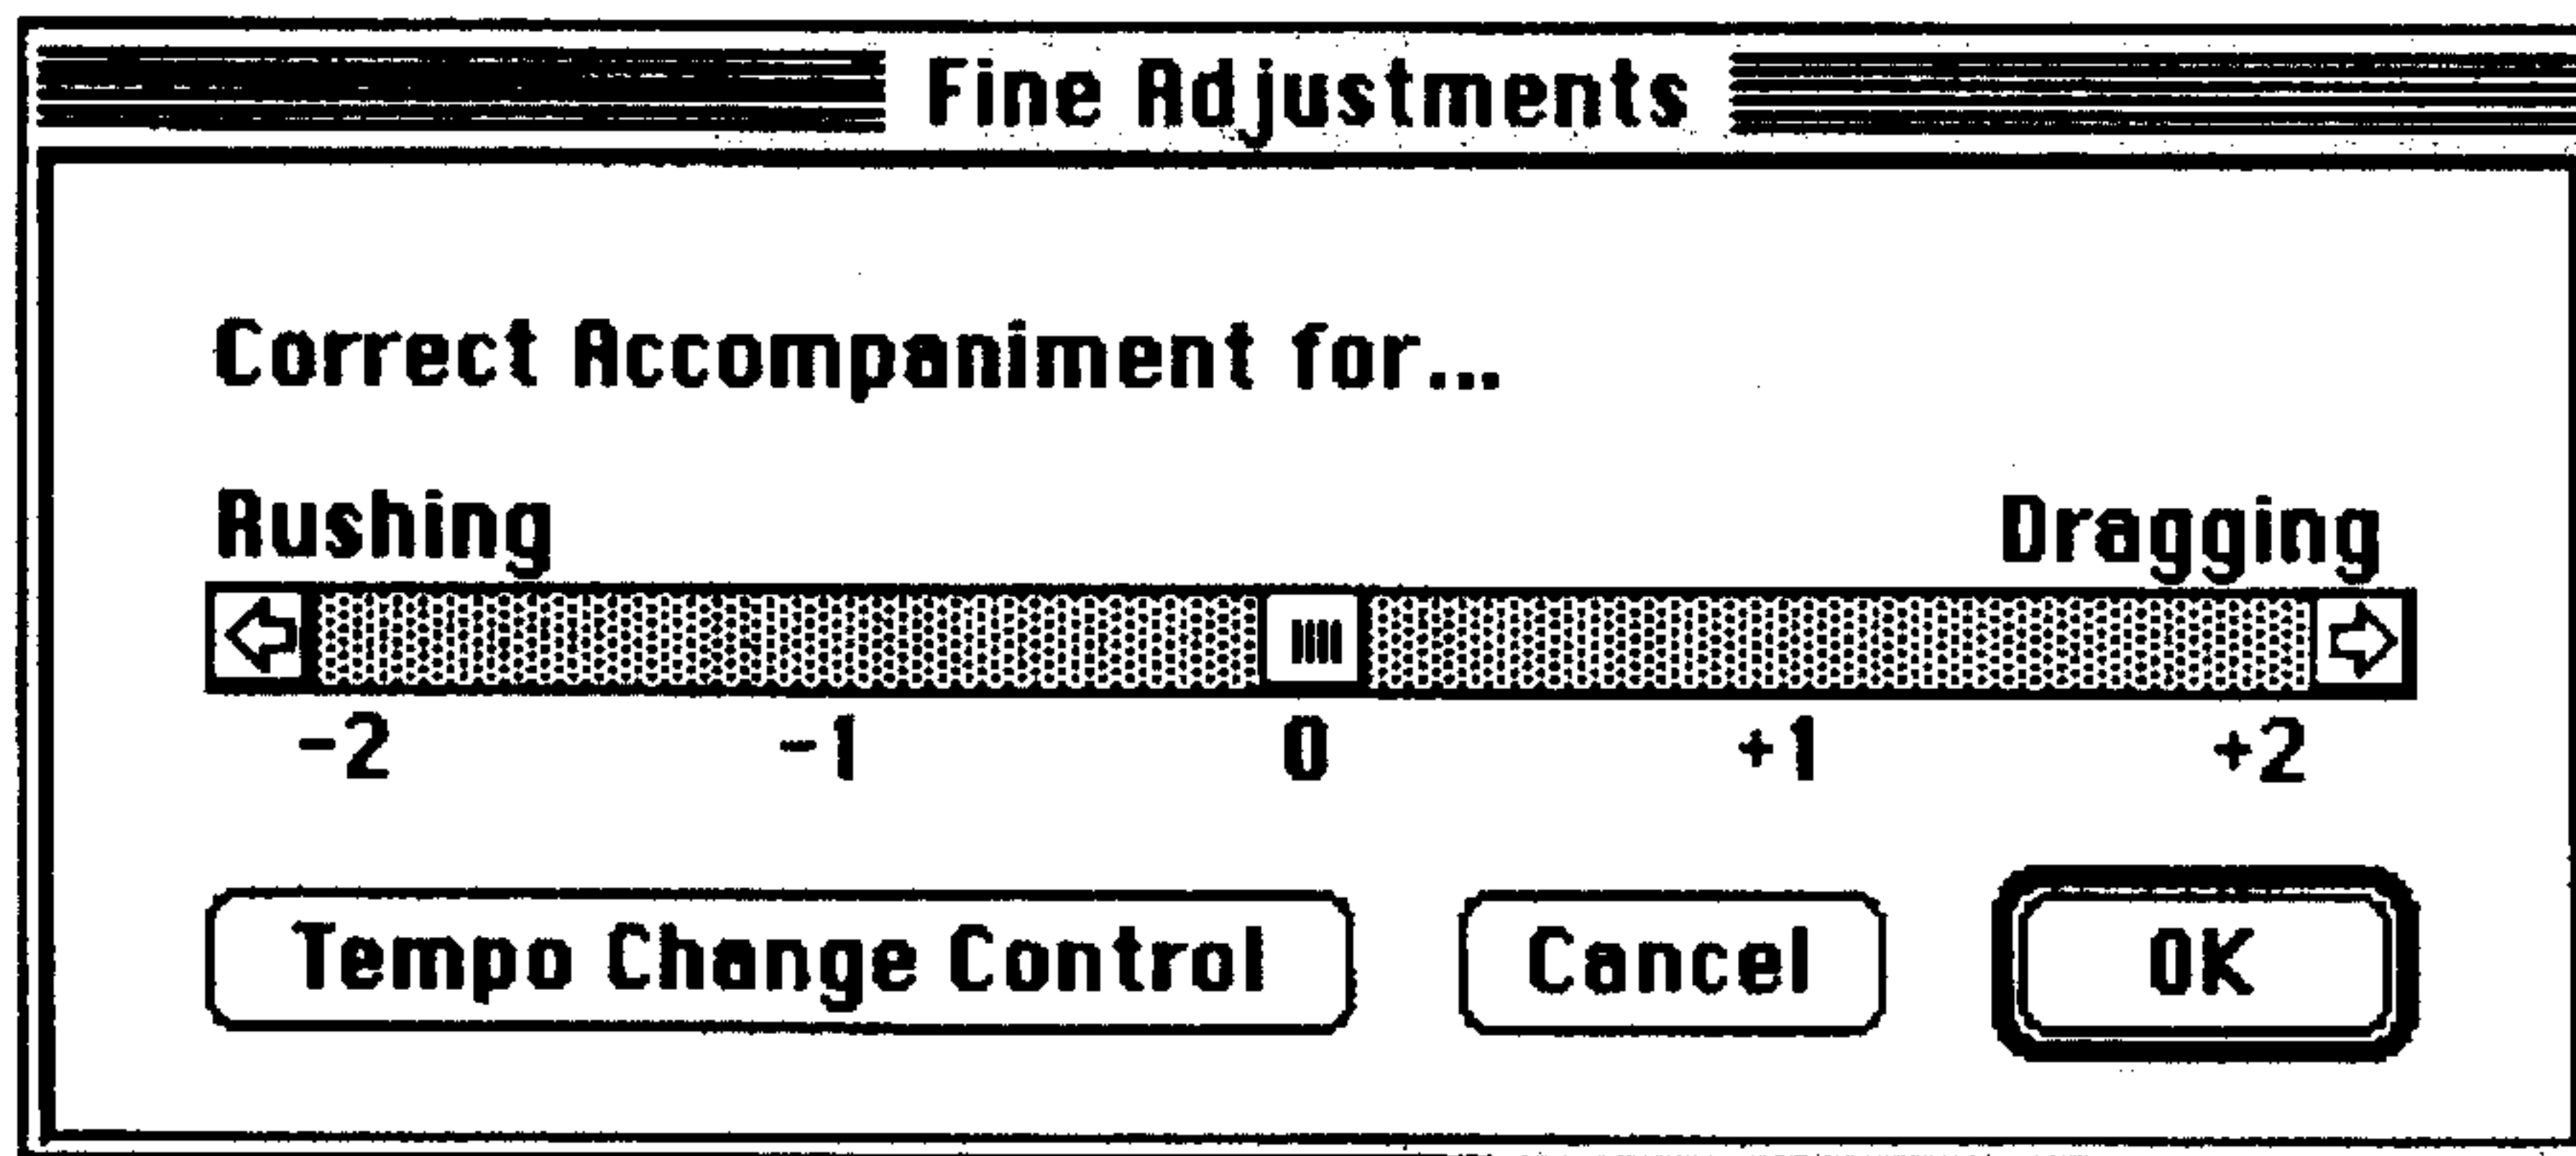 Fine Adjustments
Correct Accompaniment for...
Rushing Dragging
-2 -1 0 +1 +2
Tempo Change Control Cancel OK